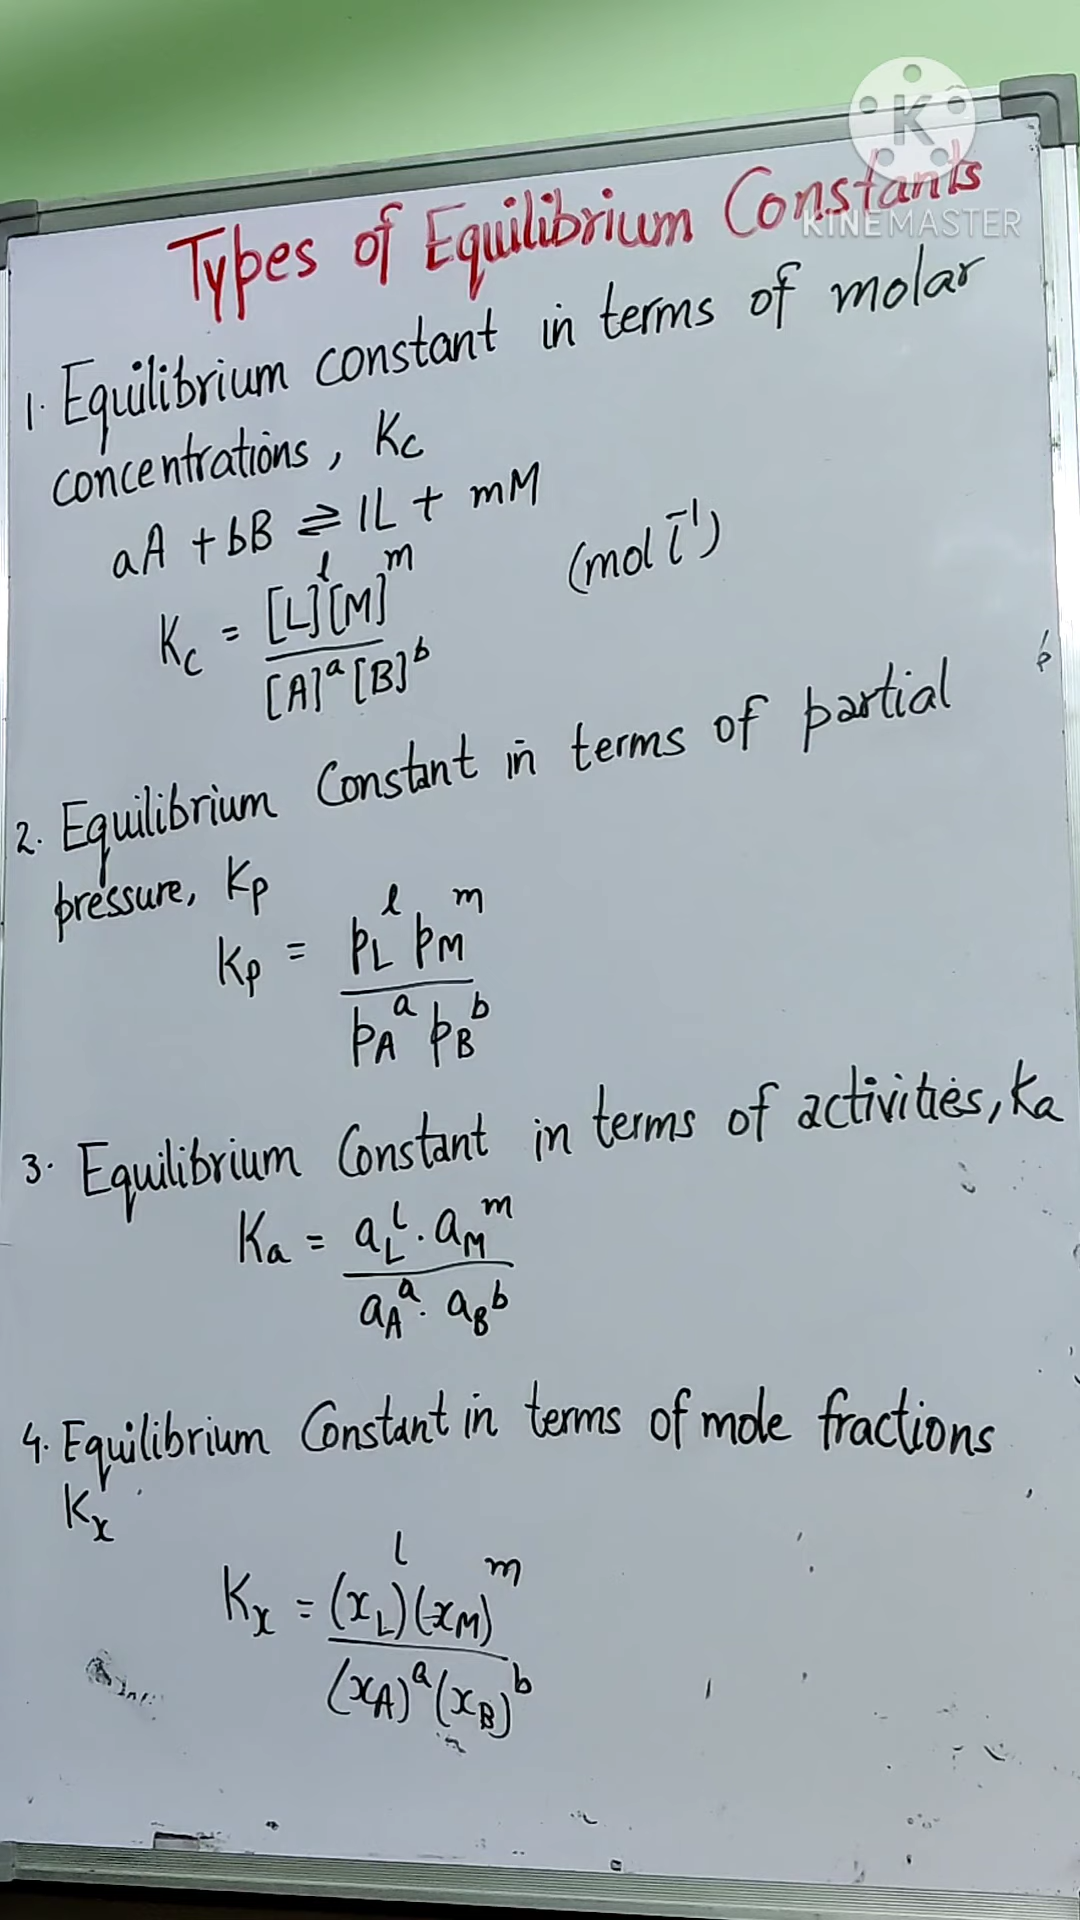 K
KINEMASTER
Types of Equilibrium Constants
1. Equilibrium constant in terms of molar
concentrations, Kc
aA + bB ⇌ lL + mM
(mol l⁻¹)
Kc = [L]^l [M]^m / [A]^a [B]^b
2. Equilibrium Constant in terms of partial
pressure, Kp
Kp = pL^l pM^m / pA^a pB^b
3. Equilibrium Constant in terms of activities, Ka
Ka = aL^l . aM^m / aA^a . aB^b
4. Equilibrium Constant in terms of mole fractions
Kx
Kx = (xL)^l (xM)^m / (xA)^a (xB)^b